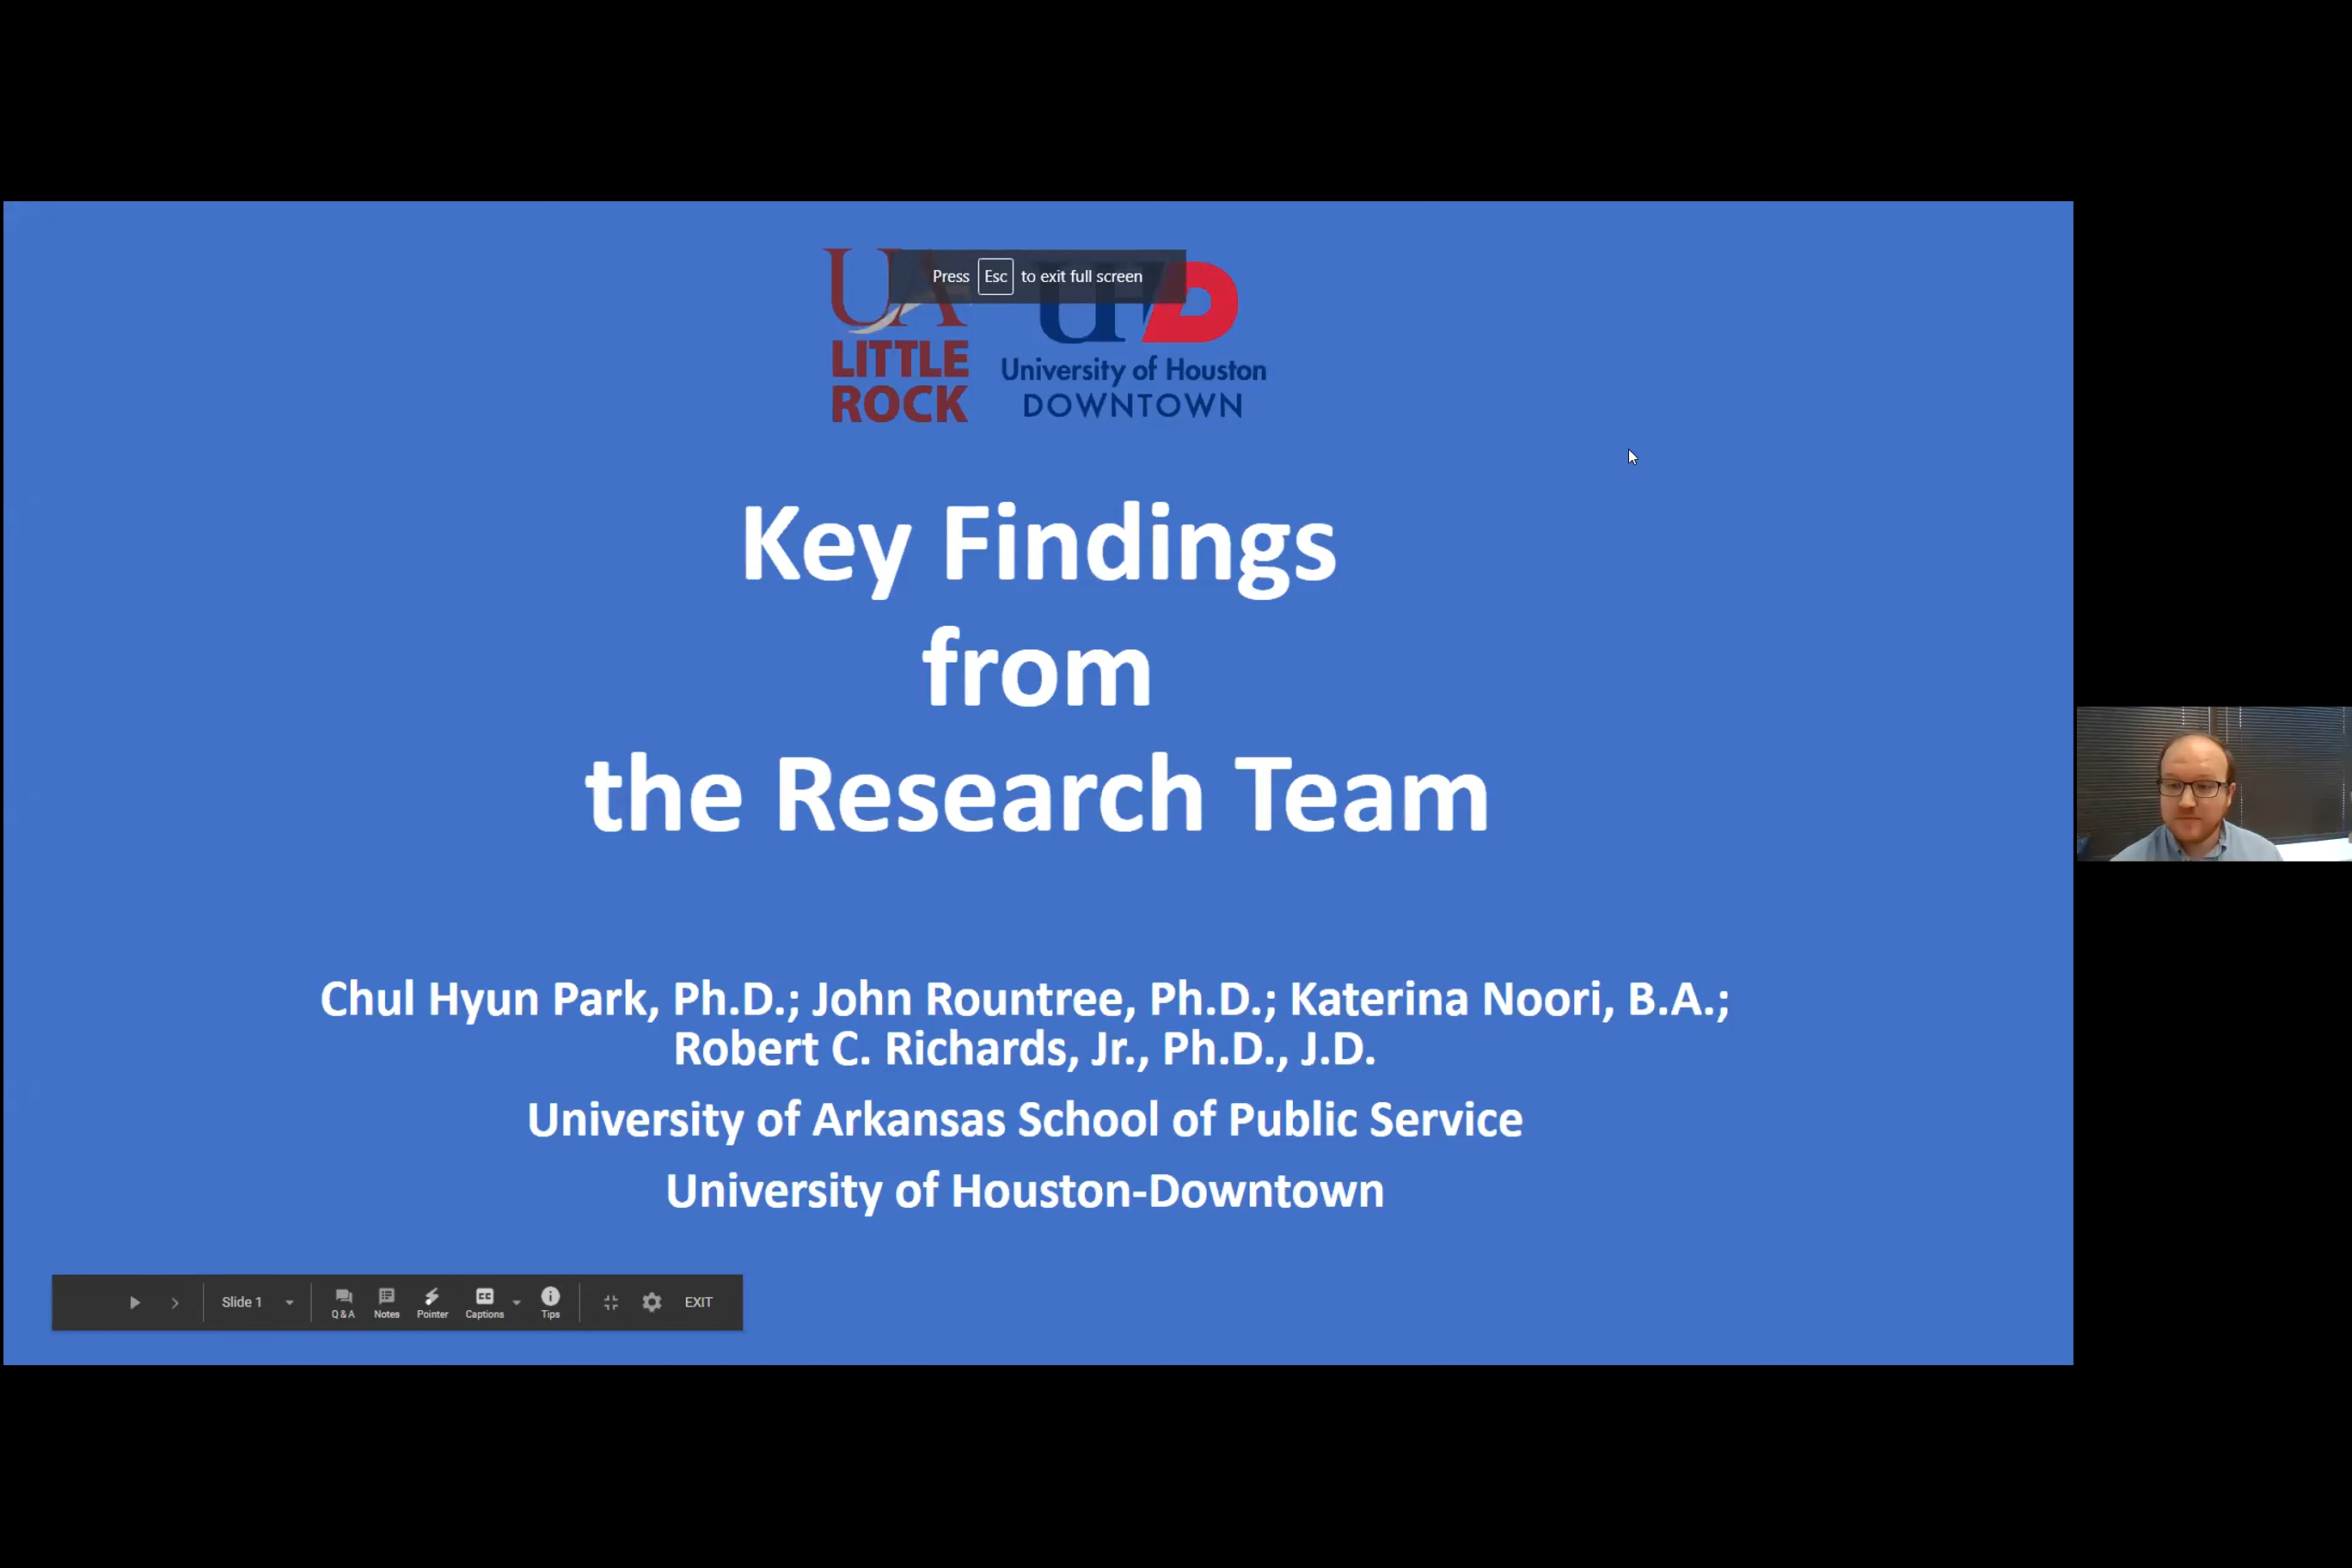 UA
LITTLE
ROCK
Press Esc to exit full screen
University of Houston
DOWNTOWN
Key Findings
from
the Research Team
Chul Hyun Park, Ph.D.; John Rountree, Ph.D.; Katerina Noori, B.A.;
Robert C. Richards, Jr., Ph.D., J.D.
University of Arkansas School of Public Service
University of Houston-Downtown
Slide 1 Q & A Notes Pointer CC Captions Tips EXIT